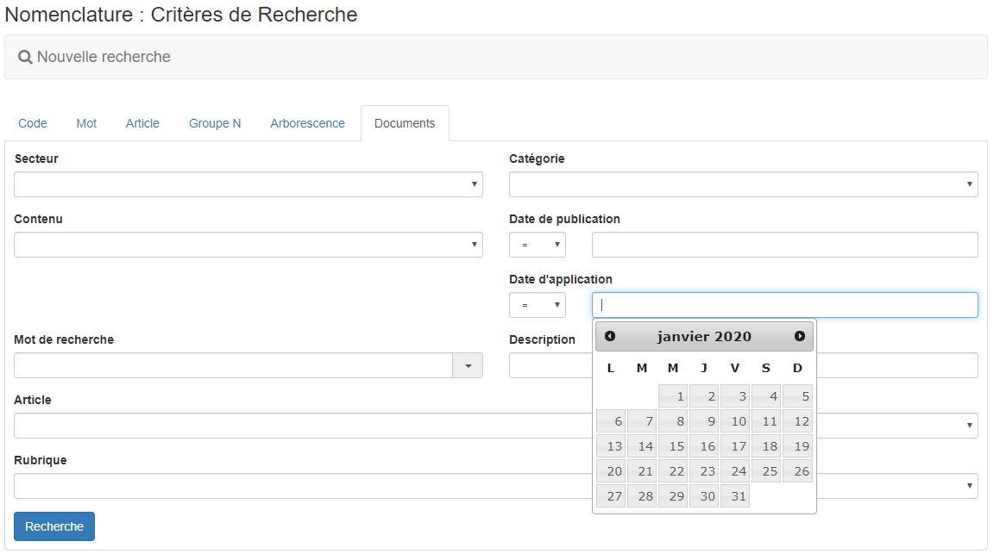 Nomenclature : Critères de Recherche
Nouvelle recherche
Code Mot Article Groupe N Arborescence Documents
Secteur
Catégorie
Contenu
Date de publication
=
Date d'application
=
janvier 2020
L M M J V S D
1 2 3 4 5
6 7 8 9 10 11 12
13 14 15 16 17 18 19
20 21 22 23 24 25 26
27 28 29 30 31
Mot de recherche
Description
Article
Rubrique
Recherche